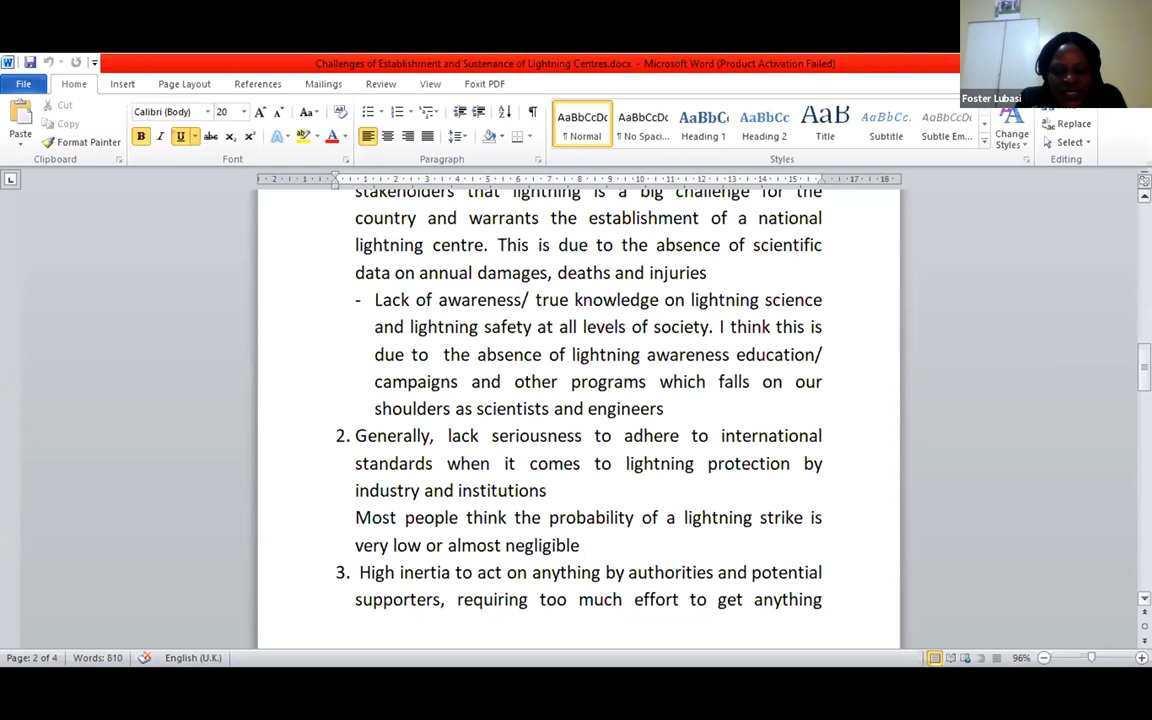 Challenges of Establishment and Sustenance of Lightning Centres.docx - Microsoft Word (Product Activation Failed)
File Home Insert Page Layout References Mailings Review View Foxit PDF
Foster Lubasi
Paste
Cut
Copy
Format Painter
Calibri (Body) 20
AaBbCcDc AaBbCcDc AaBbC AaBbCc AaB AaBbCc. AaBbCcDc
¶ Normal ¶ No Spaci... Heading 1 Heading 2 Title Subtitle Subtle Em...
Change Styles
Replace
Select
Clipboard Font Paragraph Styles Editing
stakeholders that lightning is a big challenge for the
country and warrants the establishment of a national
lightning centre. This is due to the absence of scientific
data on annual damages, deaths and injuries
- Lack of awareness/ true knowledge on lightning science
and lightning safety at all levels of society. I think this is
due to the absence of lightning awareness education/
campaigns and other programs which falls on our
shoulders as scientists and engineers
2. Generally, lack seriousness to adhere to international
standards when it comes to lightning protection by
industry and institutions
Most people think the probability of a lightning strike is
very low or almost negligible
3. High inertia to act on anything by authorities and potential
supporters, requiring too much effort to get anything
Page: 2 of 4 Words: 810 English (U.K.) 96%